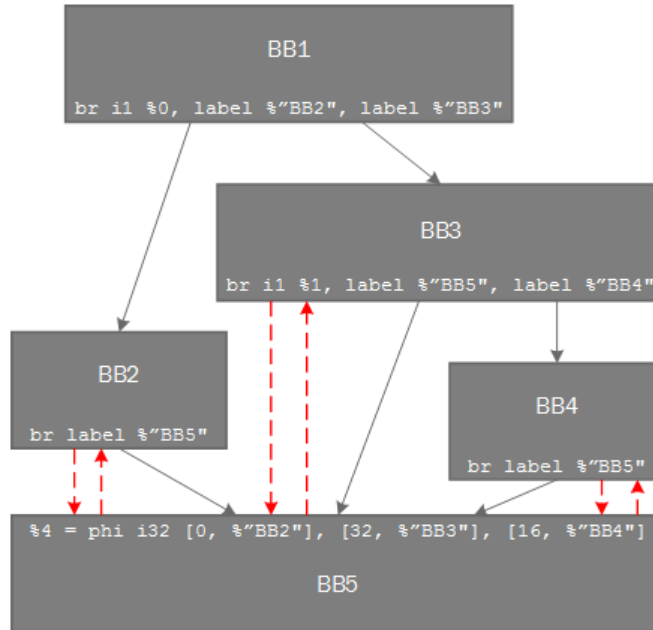 BB1
br i1 %0, label %”BB2", label %”BB3"
BB3
br i1 %1, label %”BB5", label %”BB4"
BB2
br label %”BB5"
BB4
br label %”BB5"
%4 = phi i32 [0, %”BB2"], [32, %”BB3"], [16, %”BB4"]
BB5